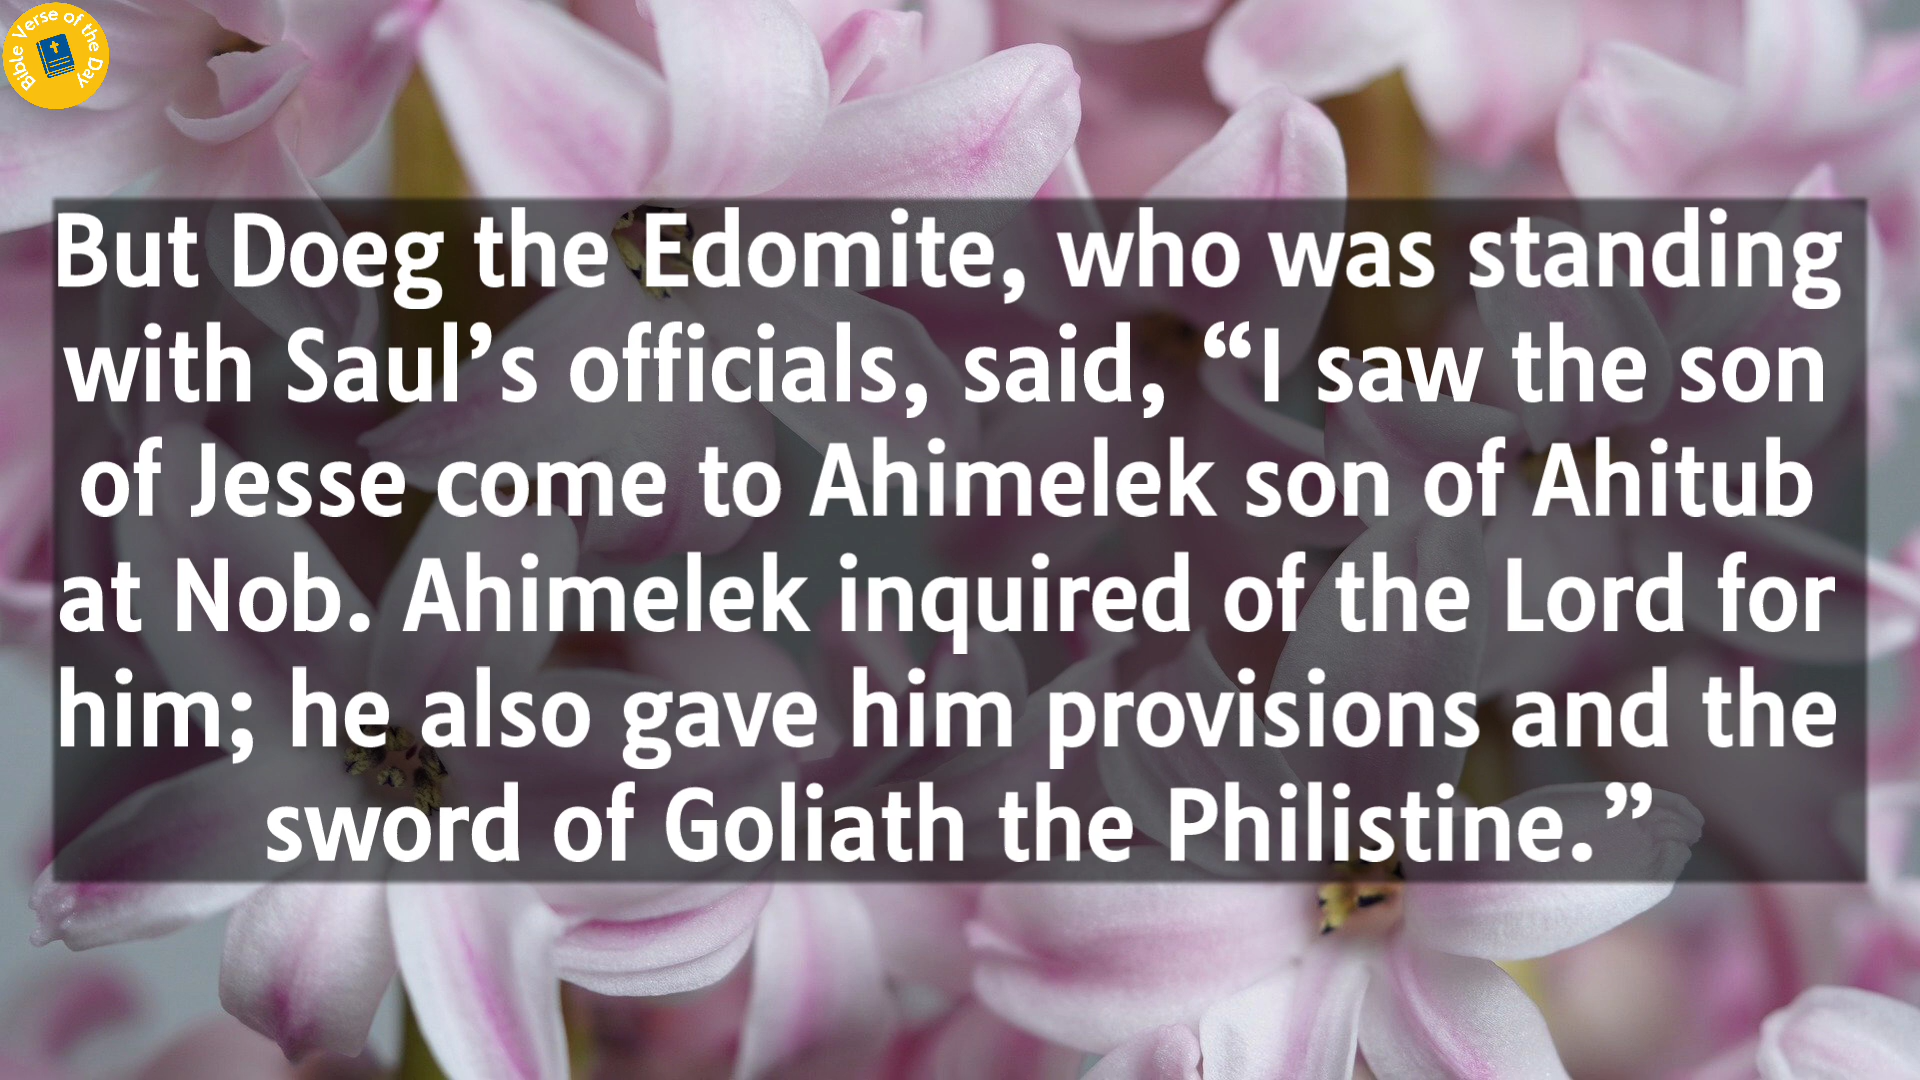 Bible Verse of the Day
But Doeg the Edomite, who was standing
with Saul’s officials, said, “I saw the son
of Jesse come to Ahimelek son of Ahitub
at Nob. Ahimelek inquired of the Lord for
him; he also gave him provisions and the
sword of Goliath the Philistine.”